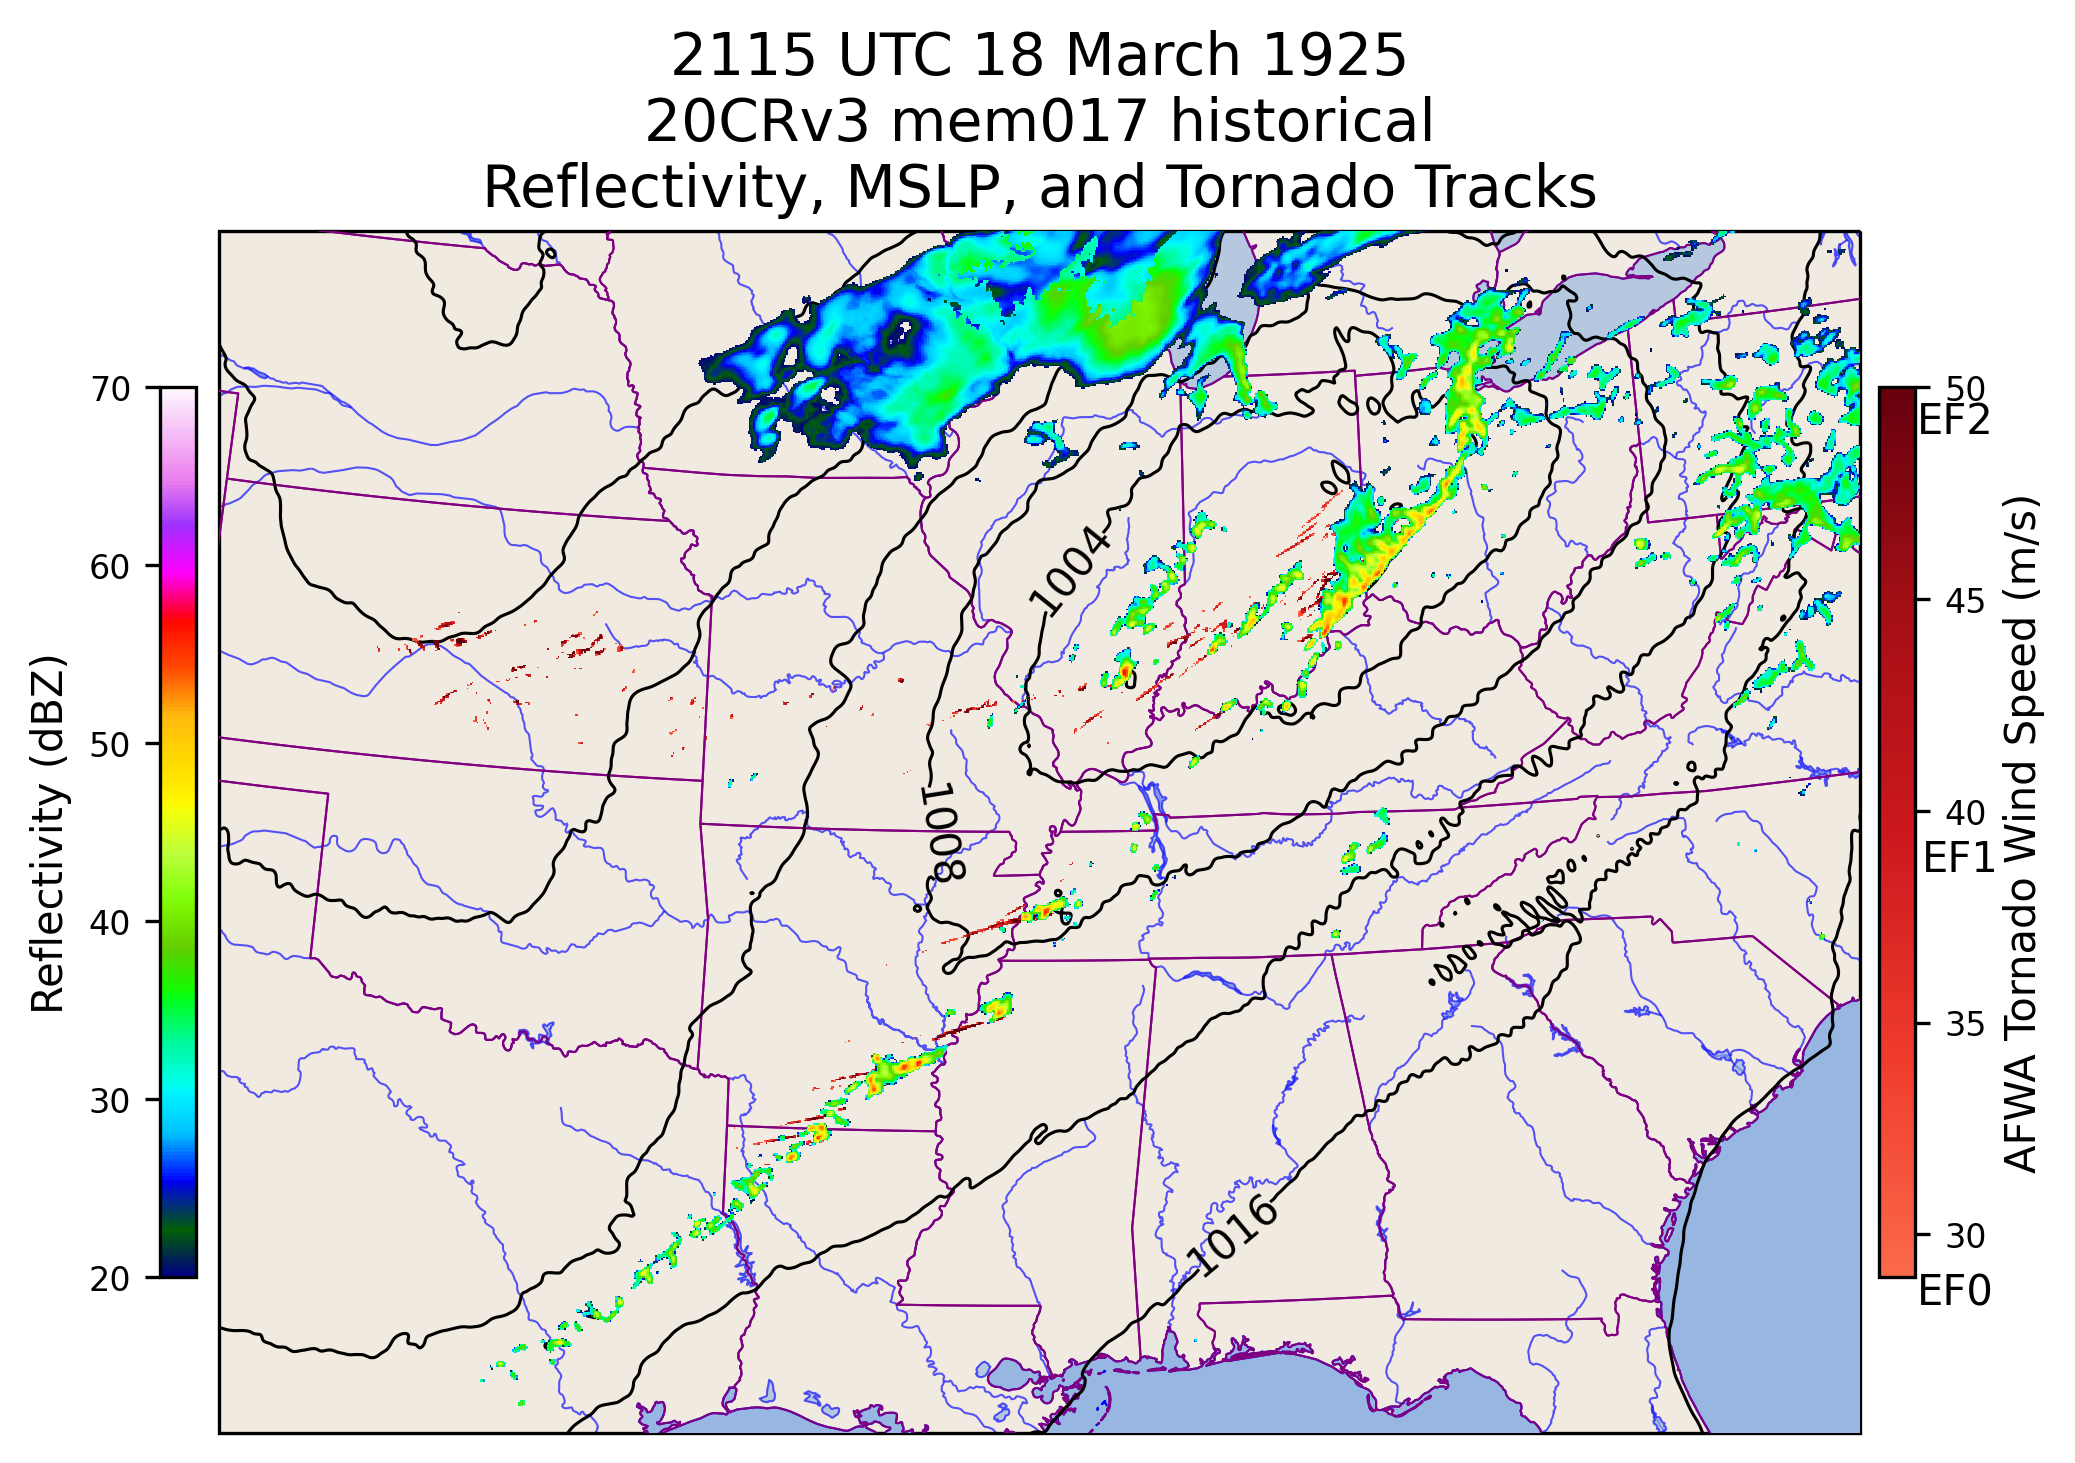 2115 UTC 18 March 1925
20CRv3 mem017 historical
Reflectivity, MSLP, and Tornado Tracks
70
60
50
40
30
20
Reflectivity (dBZ)
1004
1008
1016
50
EF2
45
40
EF1
35
30
EF0
AFWA Tornado Wind Speed (m/s)